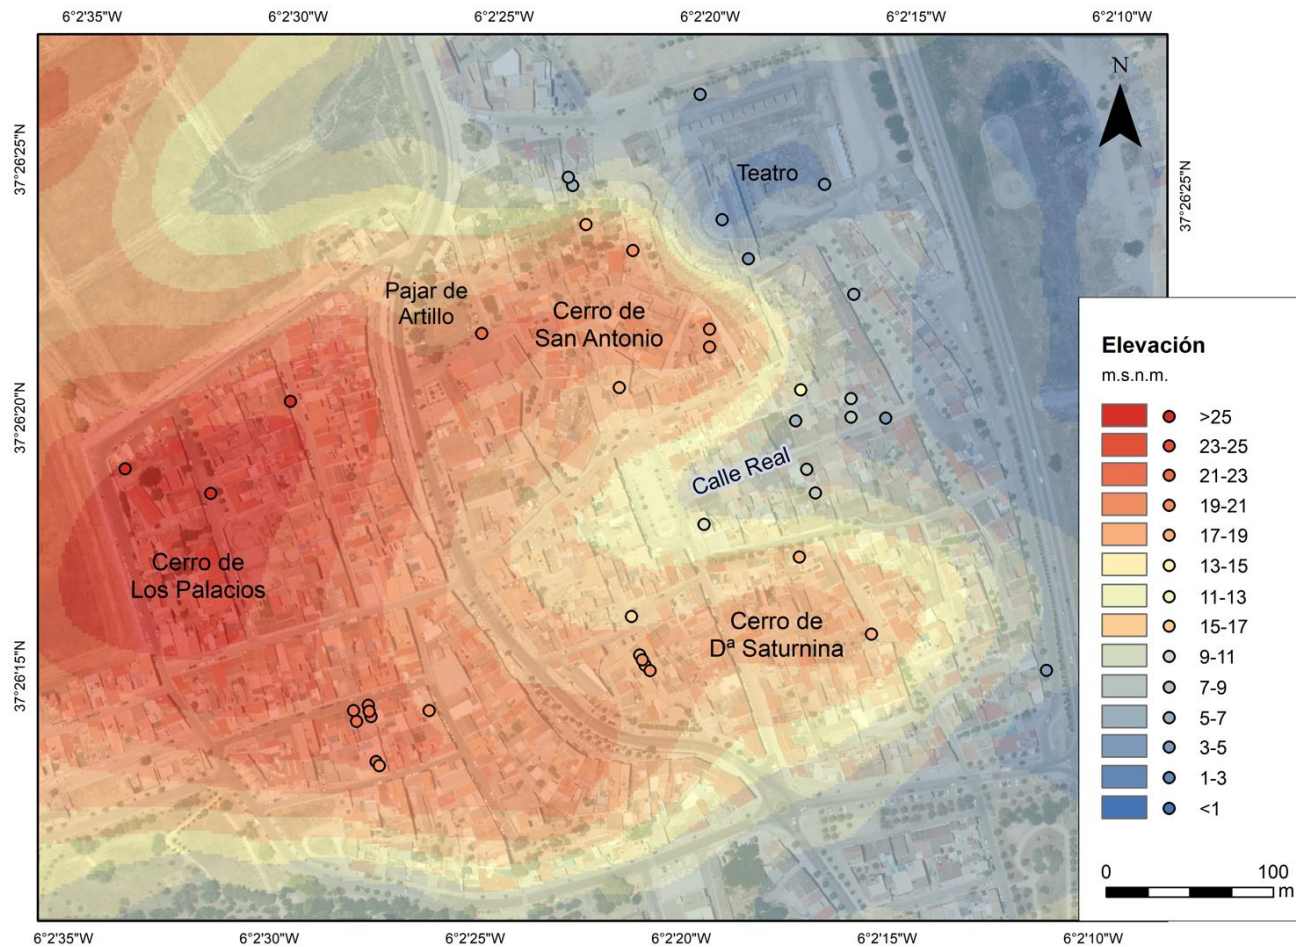 6°2'35"W
6°2'30"W
6°2'25"W
6°2'20"W
6°2'15"W
6°2'10"W
N
37°26'25"N
37°26'25"N
Teatro
Pajar de
Artillo
Cerro de
San Antonio
37°26'20"N
Calle Real
Cerro de
Los Palacios
Cerro de
Dª Saturnina
37°26'15"N
Elevación
m.s.n.m.
>25
23-25
21-23
19-21
17-19
13-15
11-13
15-17
9-11
7-9
5-7
3-5
1-3
<1
0
100
m
6°2'35"W
6°2'30"W
6°2'25"W
6°2'20"W
6°2'15"W
6°2'10"W